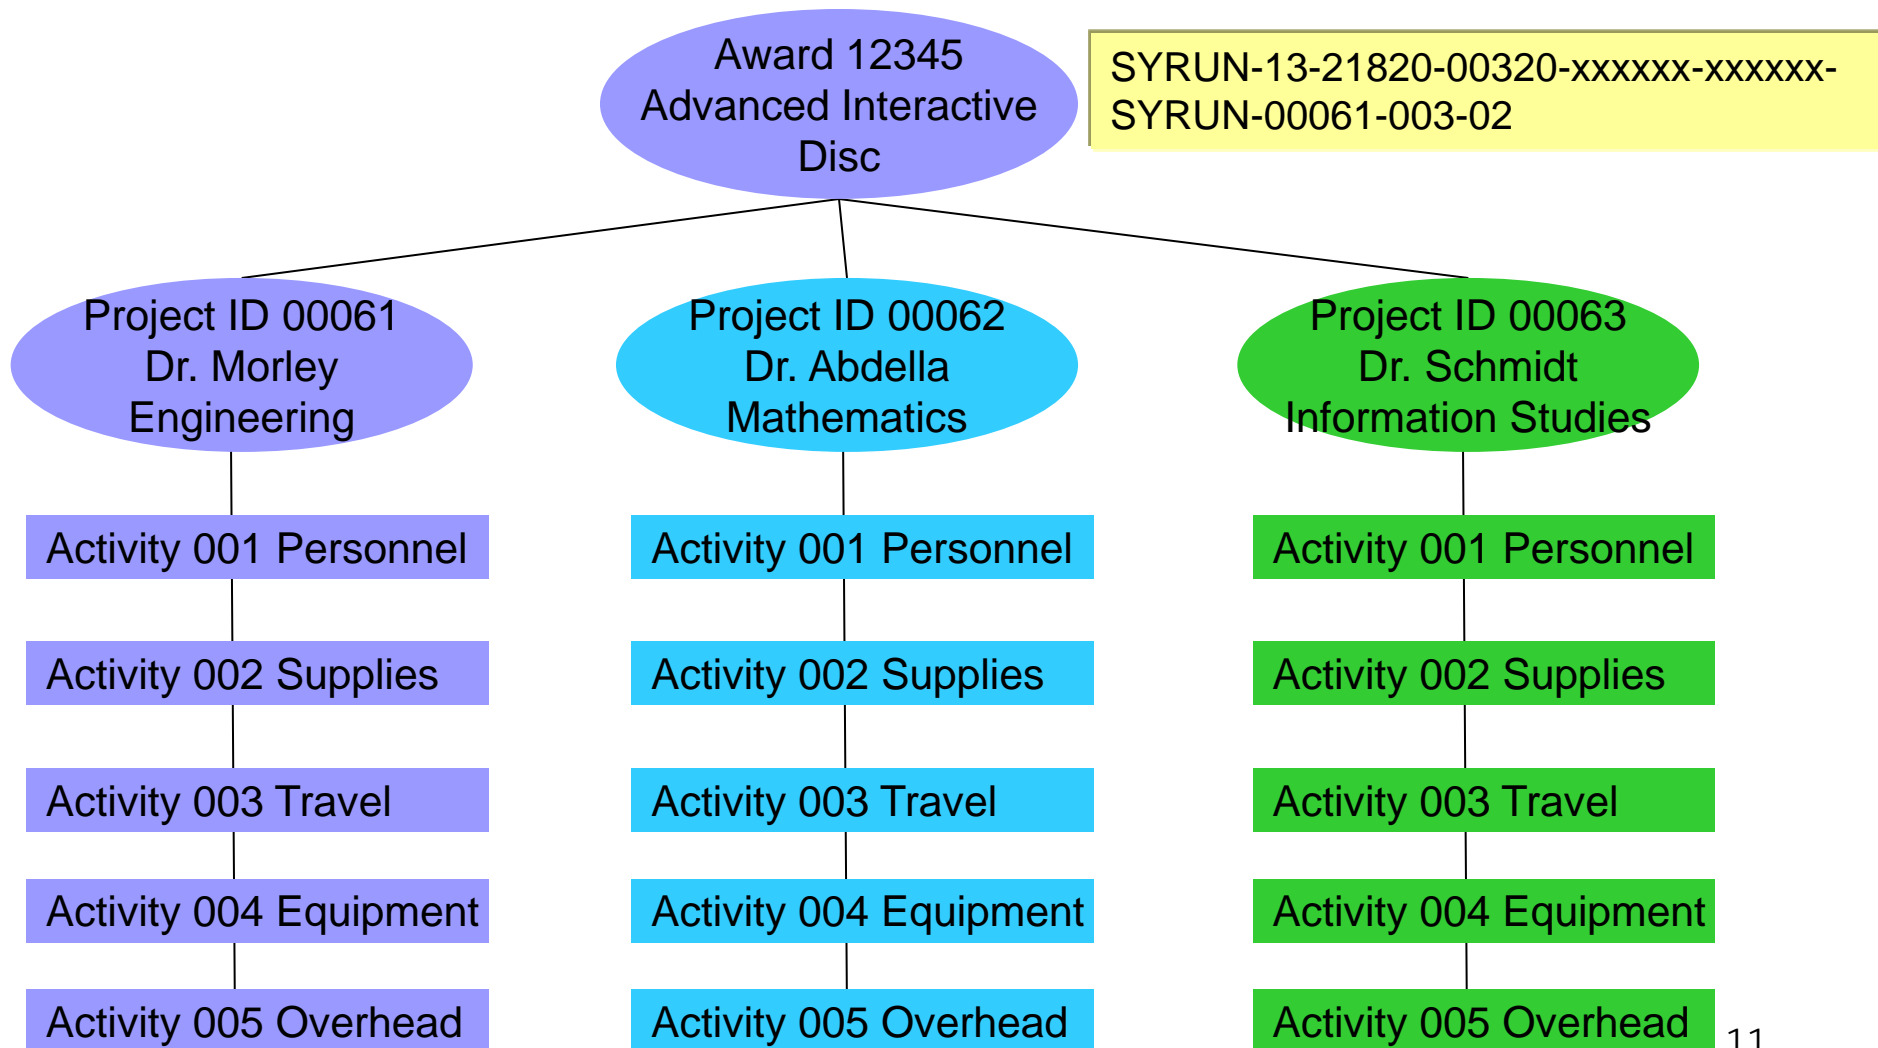 Award 12345
Advanced Interactive
Disc
SYRUN-13-21820-00320-xxxxxx-xxxxxx-
SYRUN-00061-003-02
Project ID 00061
Dr. Morley
Engineering
Project ID 00062
Dr. Abdella
Mathematics
Project ID 00063
Dr. Schmidt
Information Studies
Activity 001 Personnel
Activity 001 Personnel
Activity 001 Personnel
Activity 002 Supplies
Activity 002 Supplies
Activity 002 Supplies
Activity 003 Travel
Activity 003 Travel
Activity 003 Travel
Activity 004 Equipment
Activity 004 Equipment
Activity 004 Equipment
Activity 005 Overhead
Activity 005 Overhead
Activity 005 Overhead
11